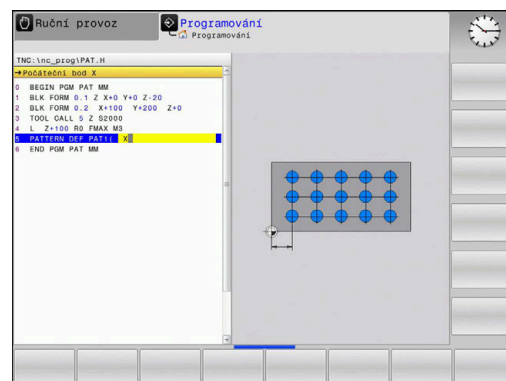 Ruční provoz
Programování
Programování
TNC:\nc_prog\PAT.H
→Počáteční bod X
0 BEGIN PGM PAT MM
1 BLK FORM 0.1 Z X+0 Y+0 Z-20
2 BLK FORM 0.2 X+100 Y+200 Z+0
3 TOOL CALL 5 Z S2000
4 L Z+100 R0 FMAX M3
5 PATTERN DEF PAT1( X
6 END PGM PAT MM